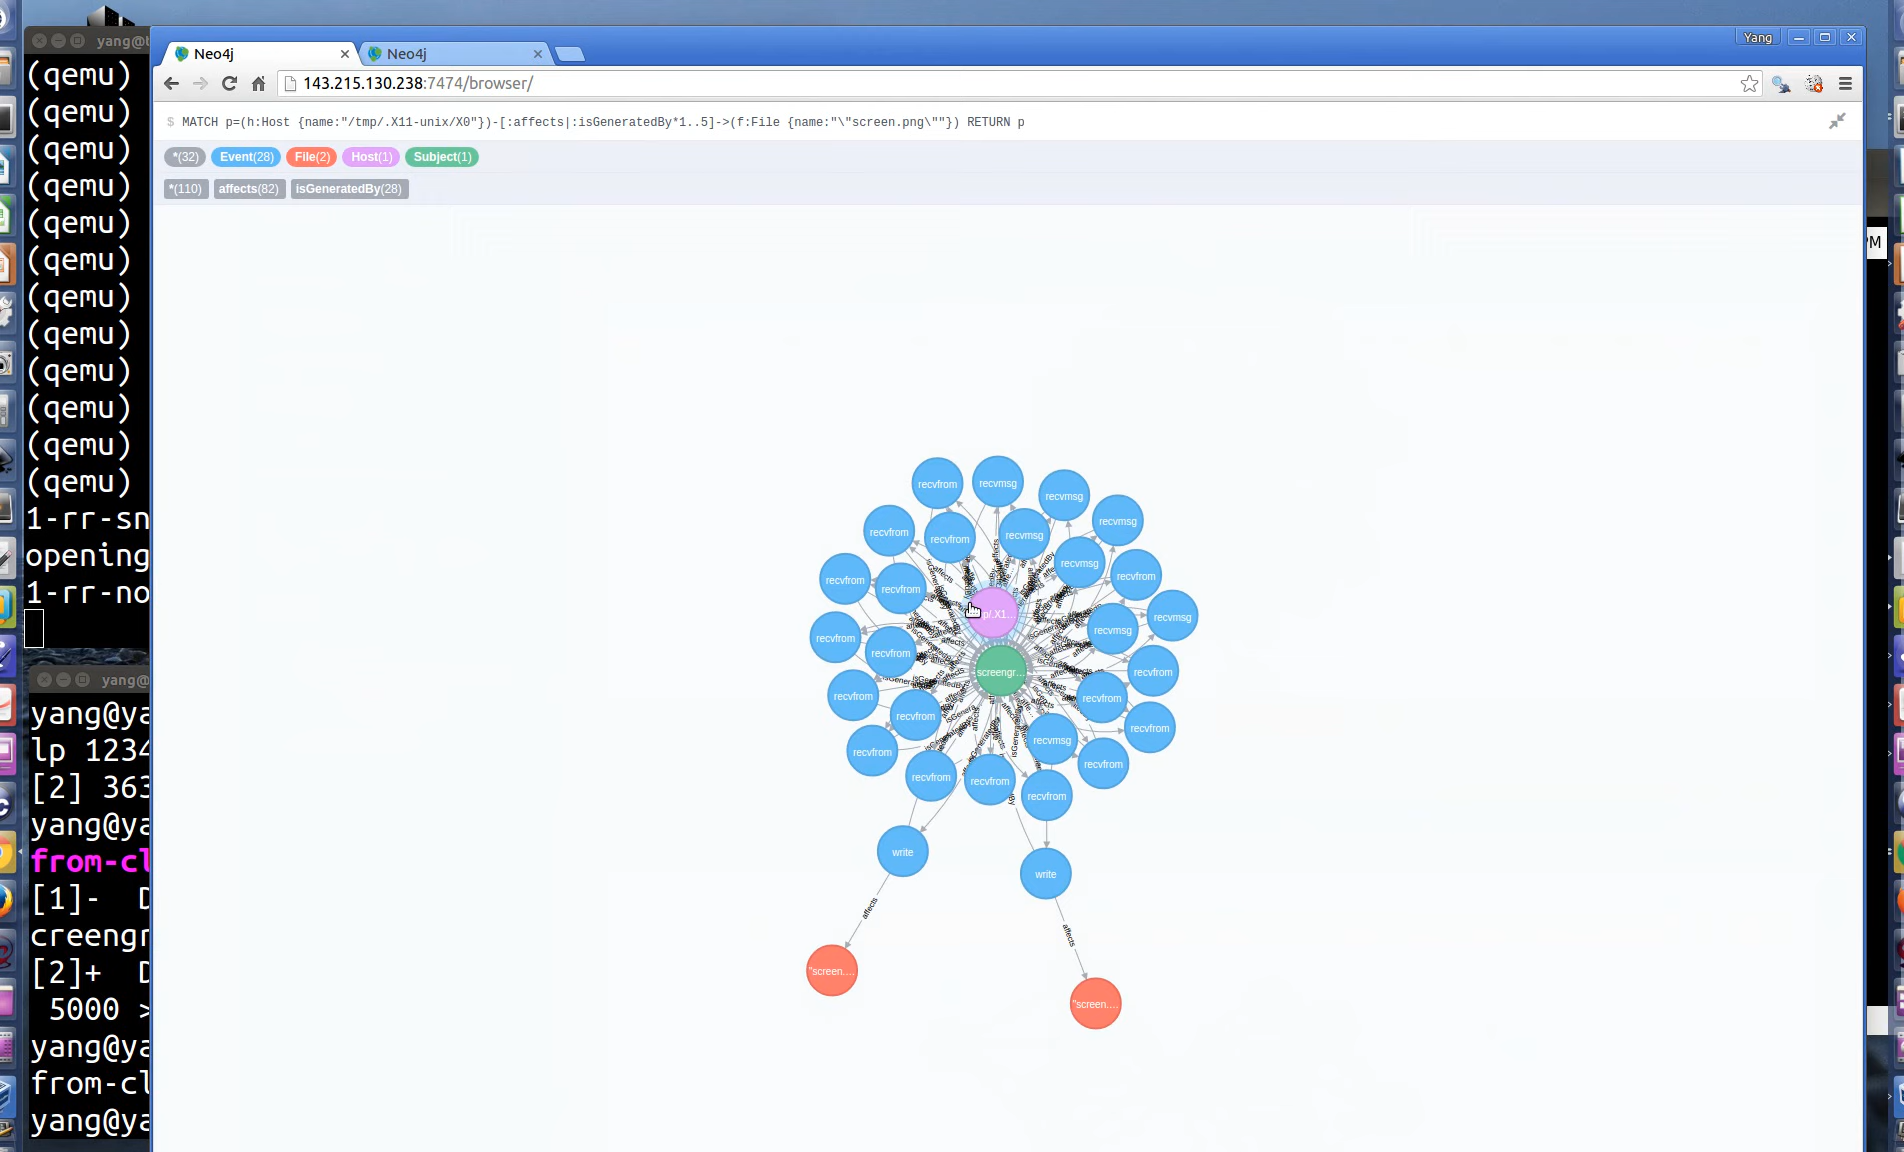 yang@
(qemu)
(qemu)
(qemu)
(qemu)
(qemu)
(qemu)
(qemu)
(qemu)
(qemu)
(qemu)
(qemu)
(qemu)
1-rr-sn
opening
1-rr-no
yang@
yang@ya
lp 1234
[2] 363
yang@ya
from-cl
[1]-
creengr
[2]+
5000 >
yang@ya
from-cl
yang@ya
Neo4j
Neo4j
Yang
143.215.130.238:7474/browser/
$ MATCH p=(h:Host {name:"/tmp/.X11-unix/X0"})-[:affects|:isGeneratedBy*1..5]->(f:File {name:"\"screen.png\""}) RETURN p
*(32) Event(28) File(2) Host(1) Subject(1)
*(110) affects(82) isGeneratedBy(28)
recvfrom
recvmsg
recvmsg
recvmsg
recvfrom
recvfrom
recvmsg
recvmsg
recvfrom
recvfrom
recvfrom
recvmsg
recvmsg
recvfrom
recvfrom
recvfrom
recvfrom
recvfrom
recvfrom
recvfrom
recvfrom
recvmsg
recvfrom
recvfrom
recvfrom
recvfrom
screengr...
write
write
affects
affects
"screen....
"screen....
PM